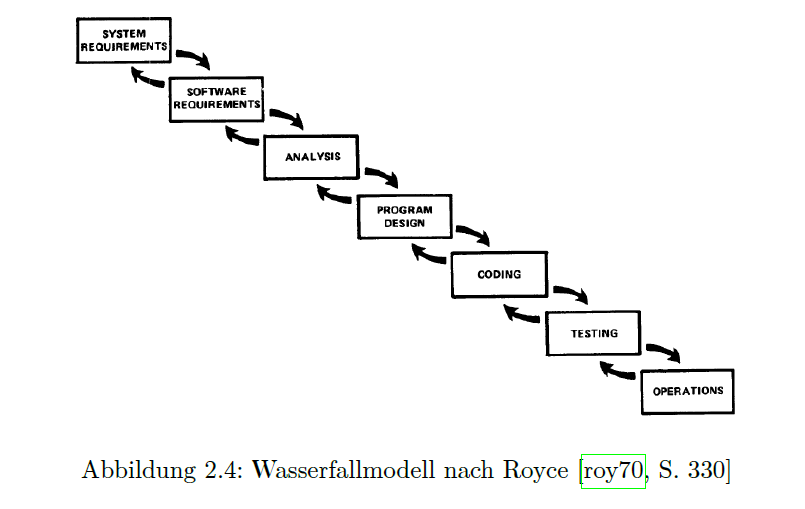 SYSTEM
REQUIREMENTS
SOFTWARE
REQUIREMENTS
ANALYSIS
PROGRAM
DESIGN
CODING
TESTING
OPERATIONS
Abbildung 2.4: Wasserfallmodell nach Royce [roy70, S. 330]